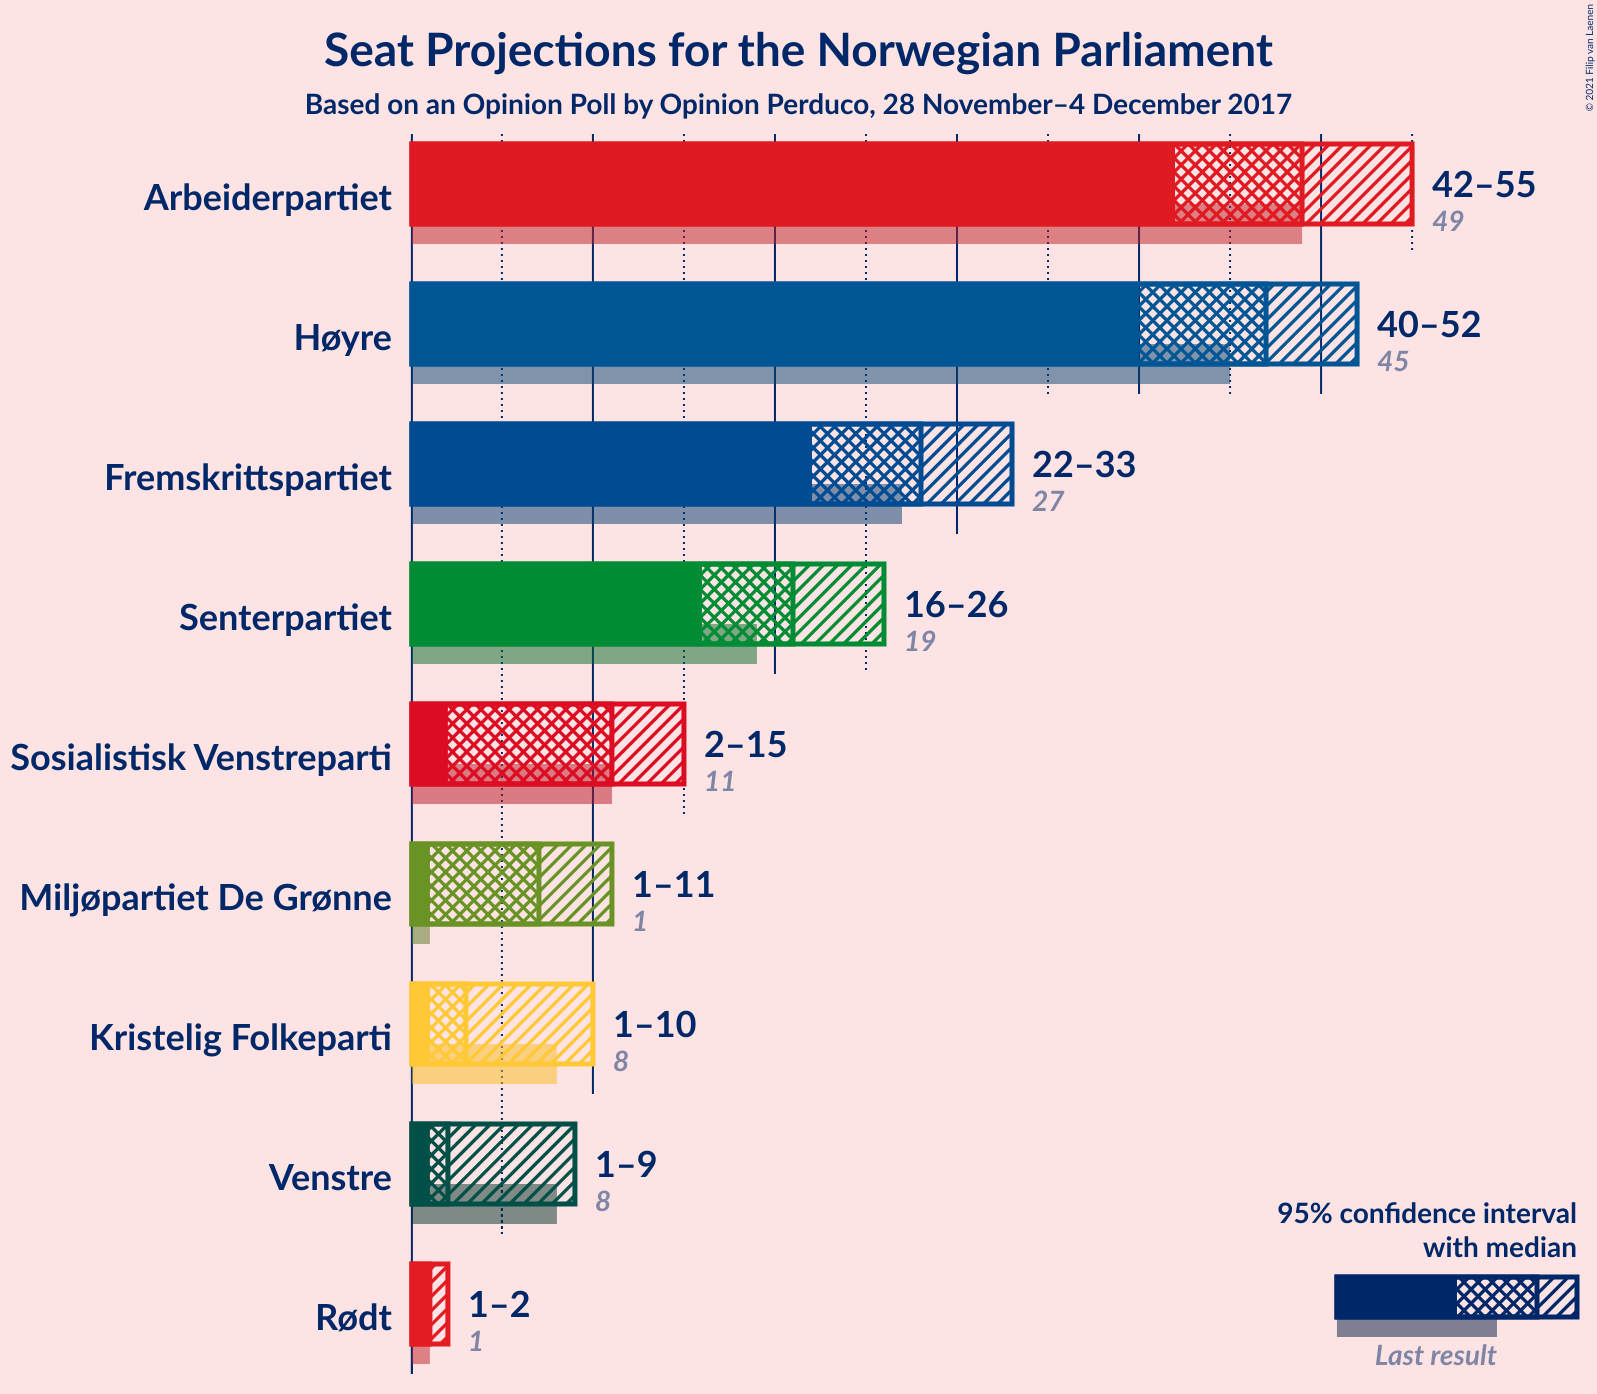 Seat Projections for the Norwegian Parliament
Based on an Opinion Poll by Opinion Perduco, 28 November–4 December 2017
© 2021 Filip van Laenen
Arbeiderpartiet
42–55
49
Høyre
40–52
45
Fremskrittspartiet
22–33
27
Senterpartiet
16–26
19
Sosialistisk Venstreparti
2–15
11
Miljøpartiet De Grønne
1–11
1
Kristelig Folkeparti
1–10
8
Venstre
1–9
8
Rødt
1–2
1
95% confidence interval
with median
Last result